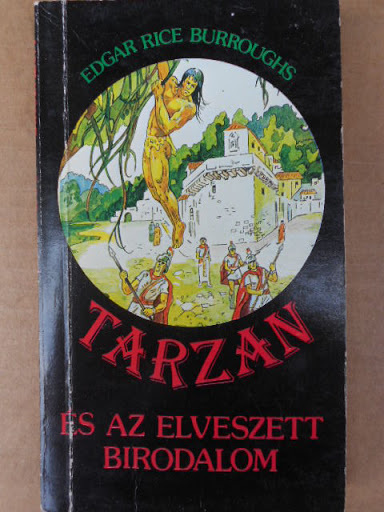 EDGAR RICE BURROUGHS
TARZAN
ÉS AZ ELVESZETT
BIRODALOM